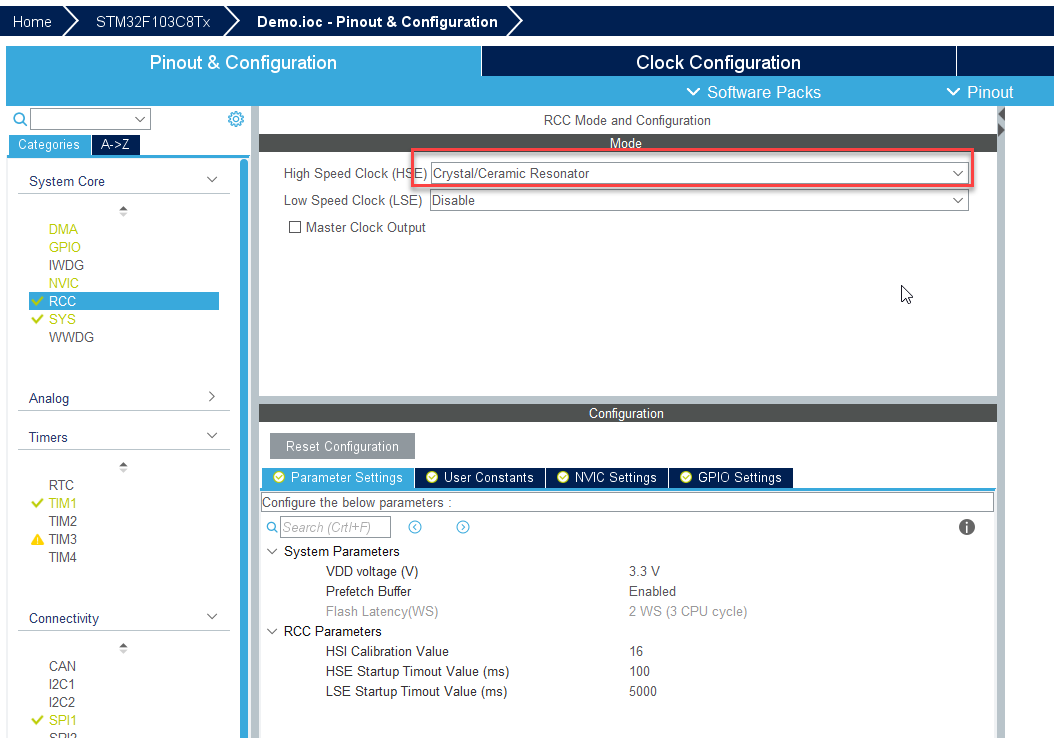 Home
STM32F103C8Tx
Demo.ioc - Pinout & Configuration
Pinout & Configuration
Clock Configuration
Software Packs
Pinout
Categories
A->Z
System Core
DMA
GPIO
IWDG
NVIC
RCC
SYS
WWDG
Analog
Timers
RTC
TIM1
TIM2
TIM3
TIM4
Connectivity
CAN
I2C1
I2C2
SPI1
SPI2
RCC Mode and Configuration
Mode
High Speed Clock (HSE) Crystal/Ceramic Resonator
Low Speed Clock (LSE) Disable
Master Clock Output
Configuration
Reset Configuration
Parameter Settings
User Constants
NVIC Settings
GPIO Settings
Configure the below parameters :
Search (Crtl+F)
System Parameters
VDD voltage (V) 3.3 V
Prefetch Buffer Enabled
Flash Latency(WS) 2 WS (3 CPU cycle)
RCC Parameters
HSI Calibration Value 16
HSE Startup Timout Value (ms) 100
LSE Startup Timout Value (ms) 5000